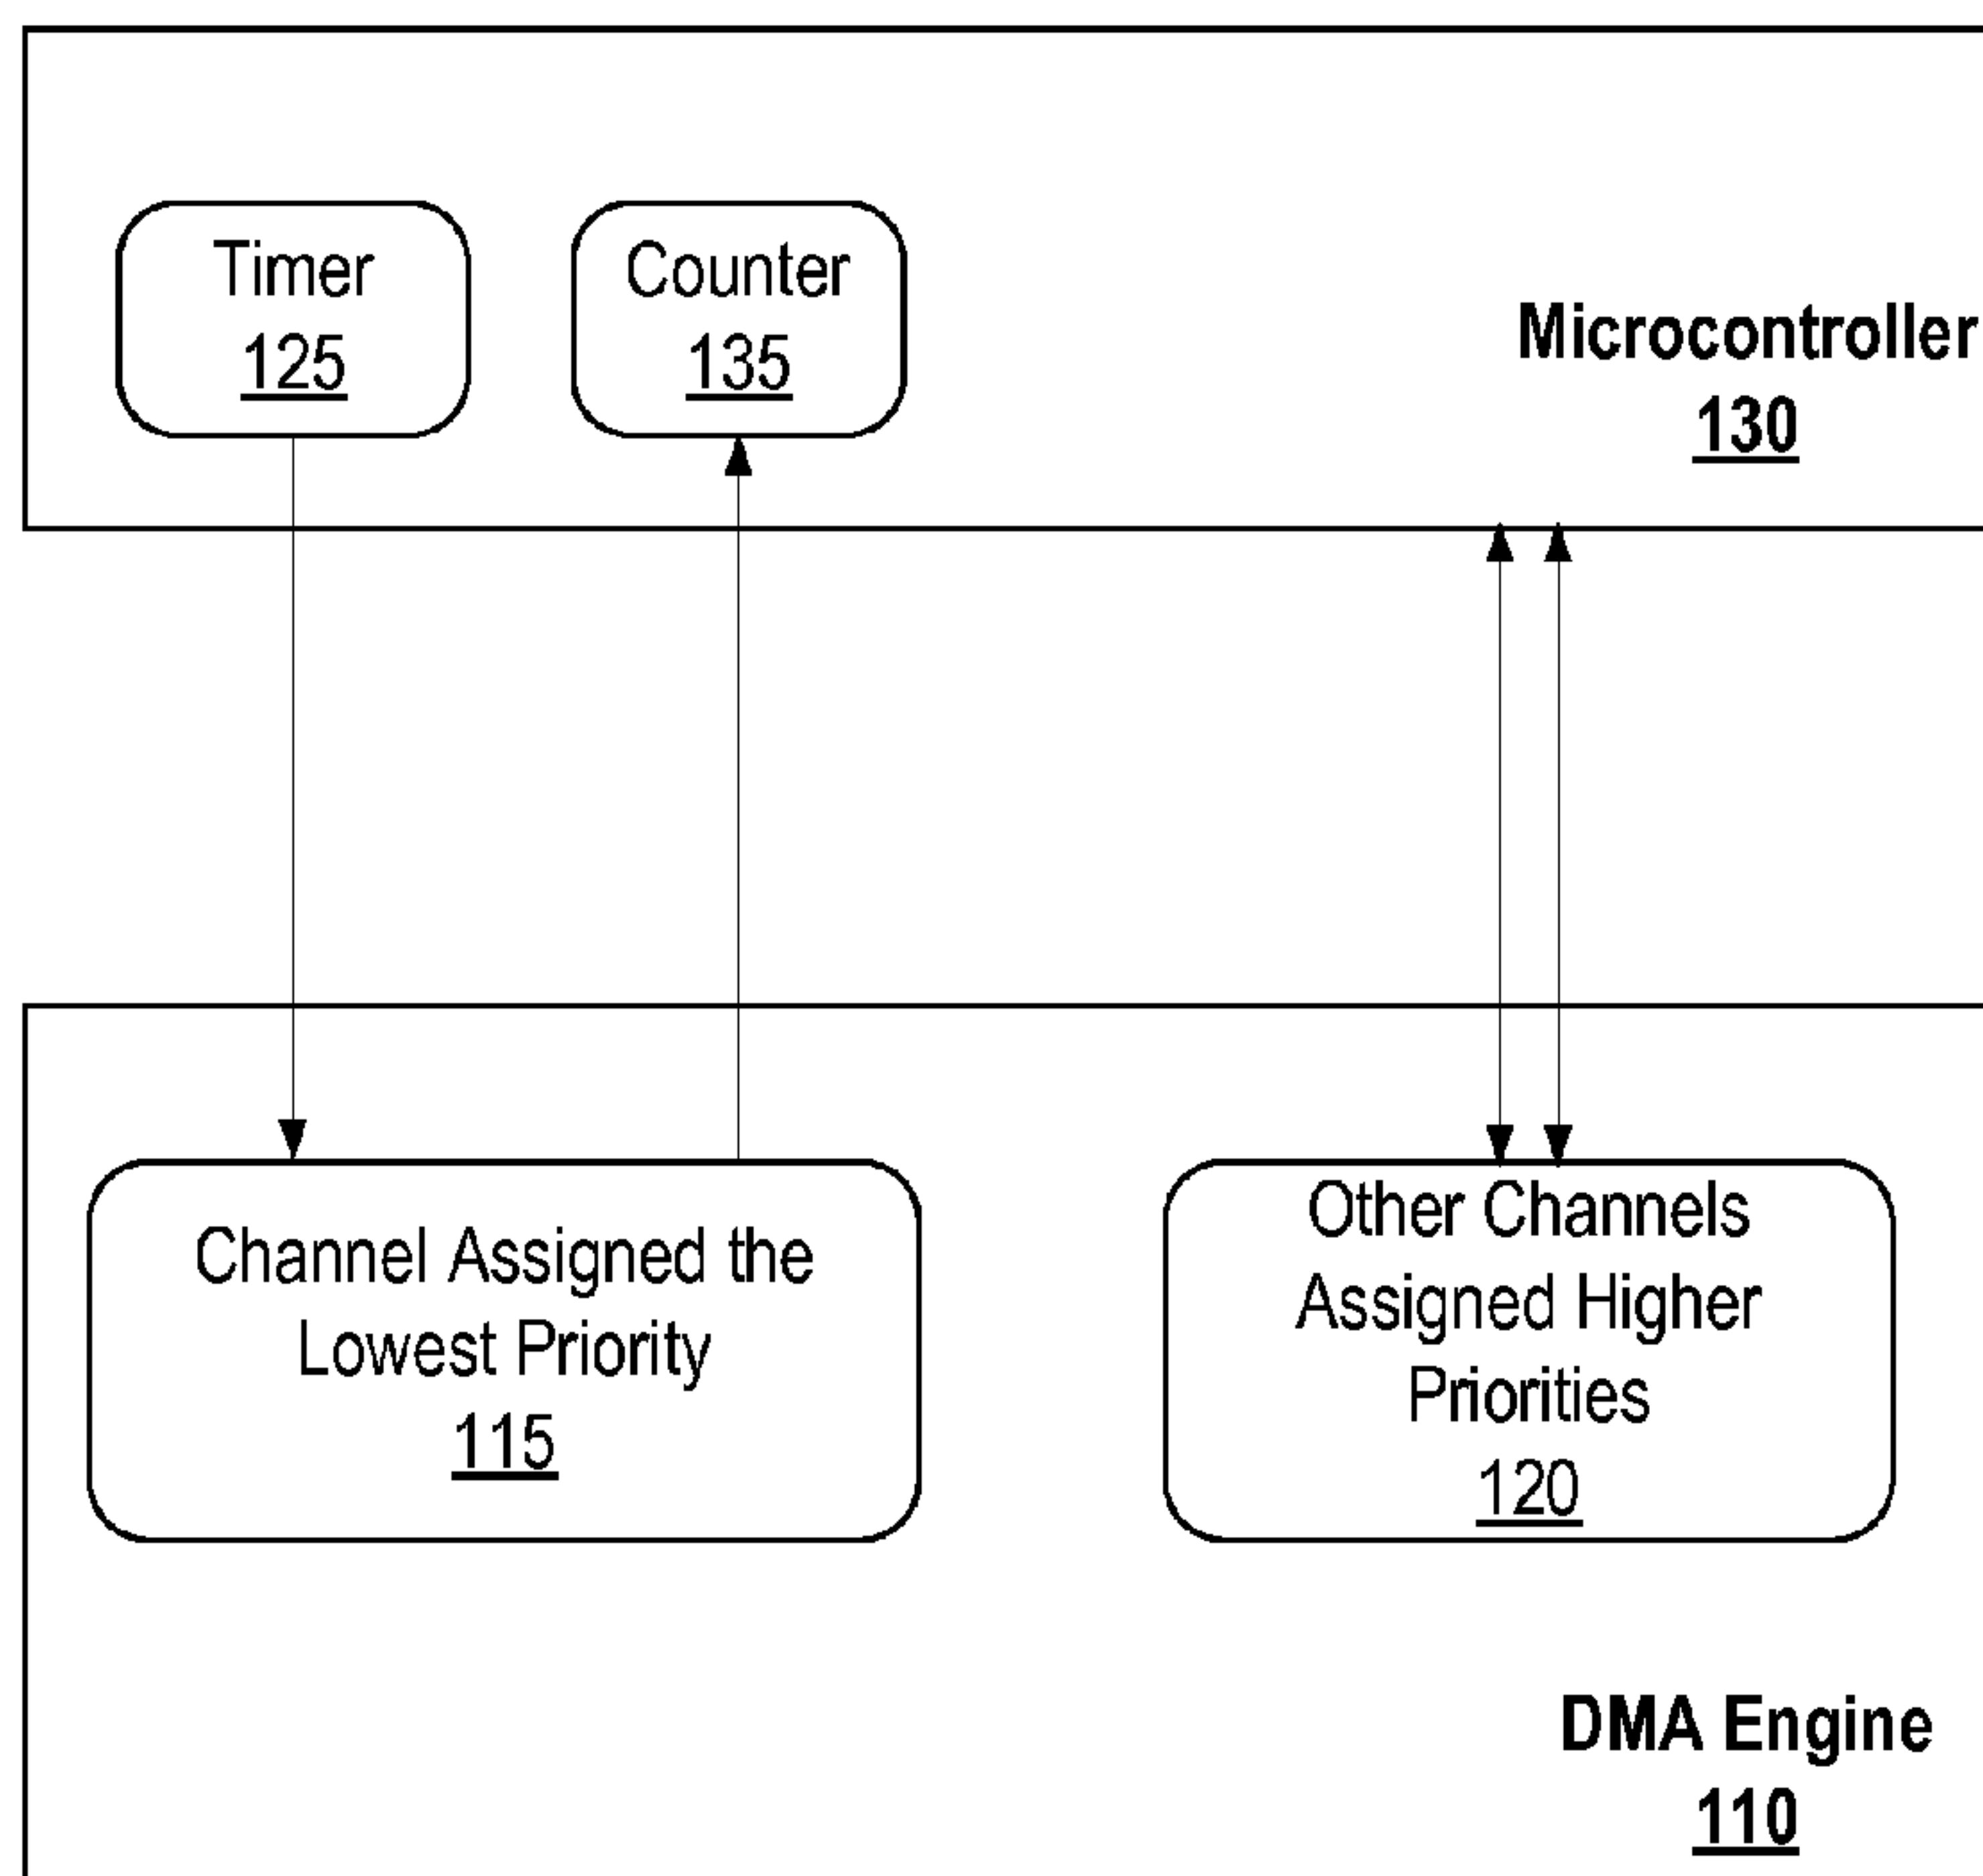 Timer
125
Counter
135
Microcontroller
130
Channel Assigned the
Lowest Priority
115
Other Channels
Assigned Higher
Priorities
120
DMA Engine
110